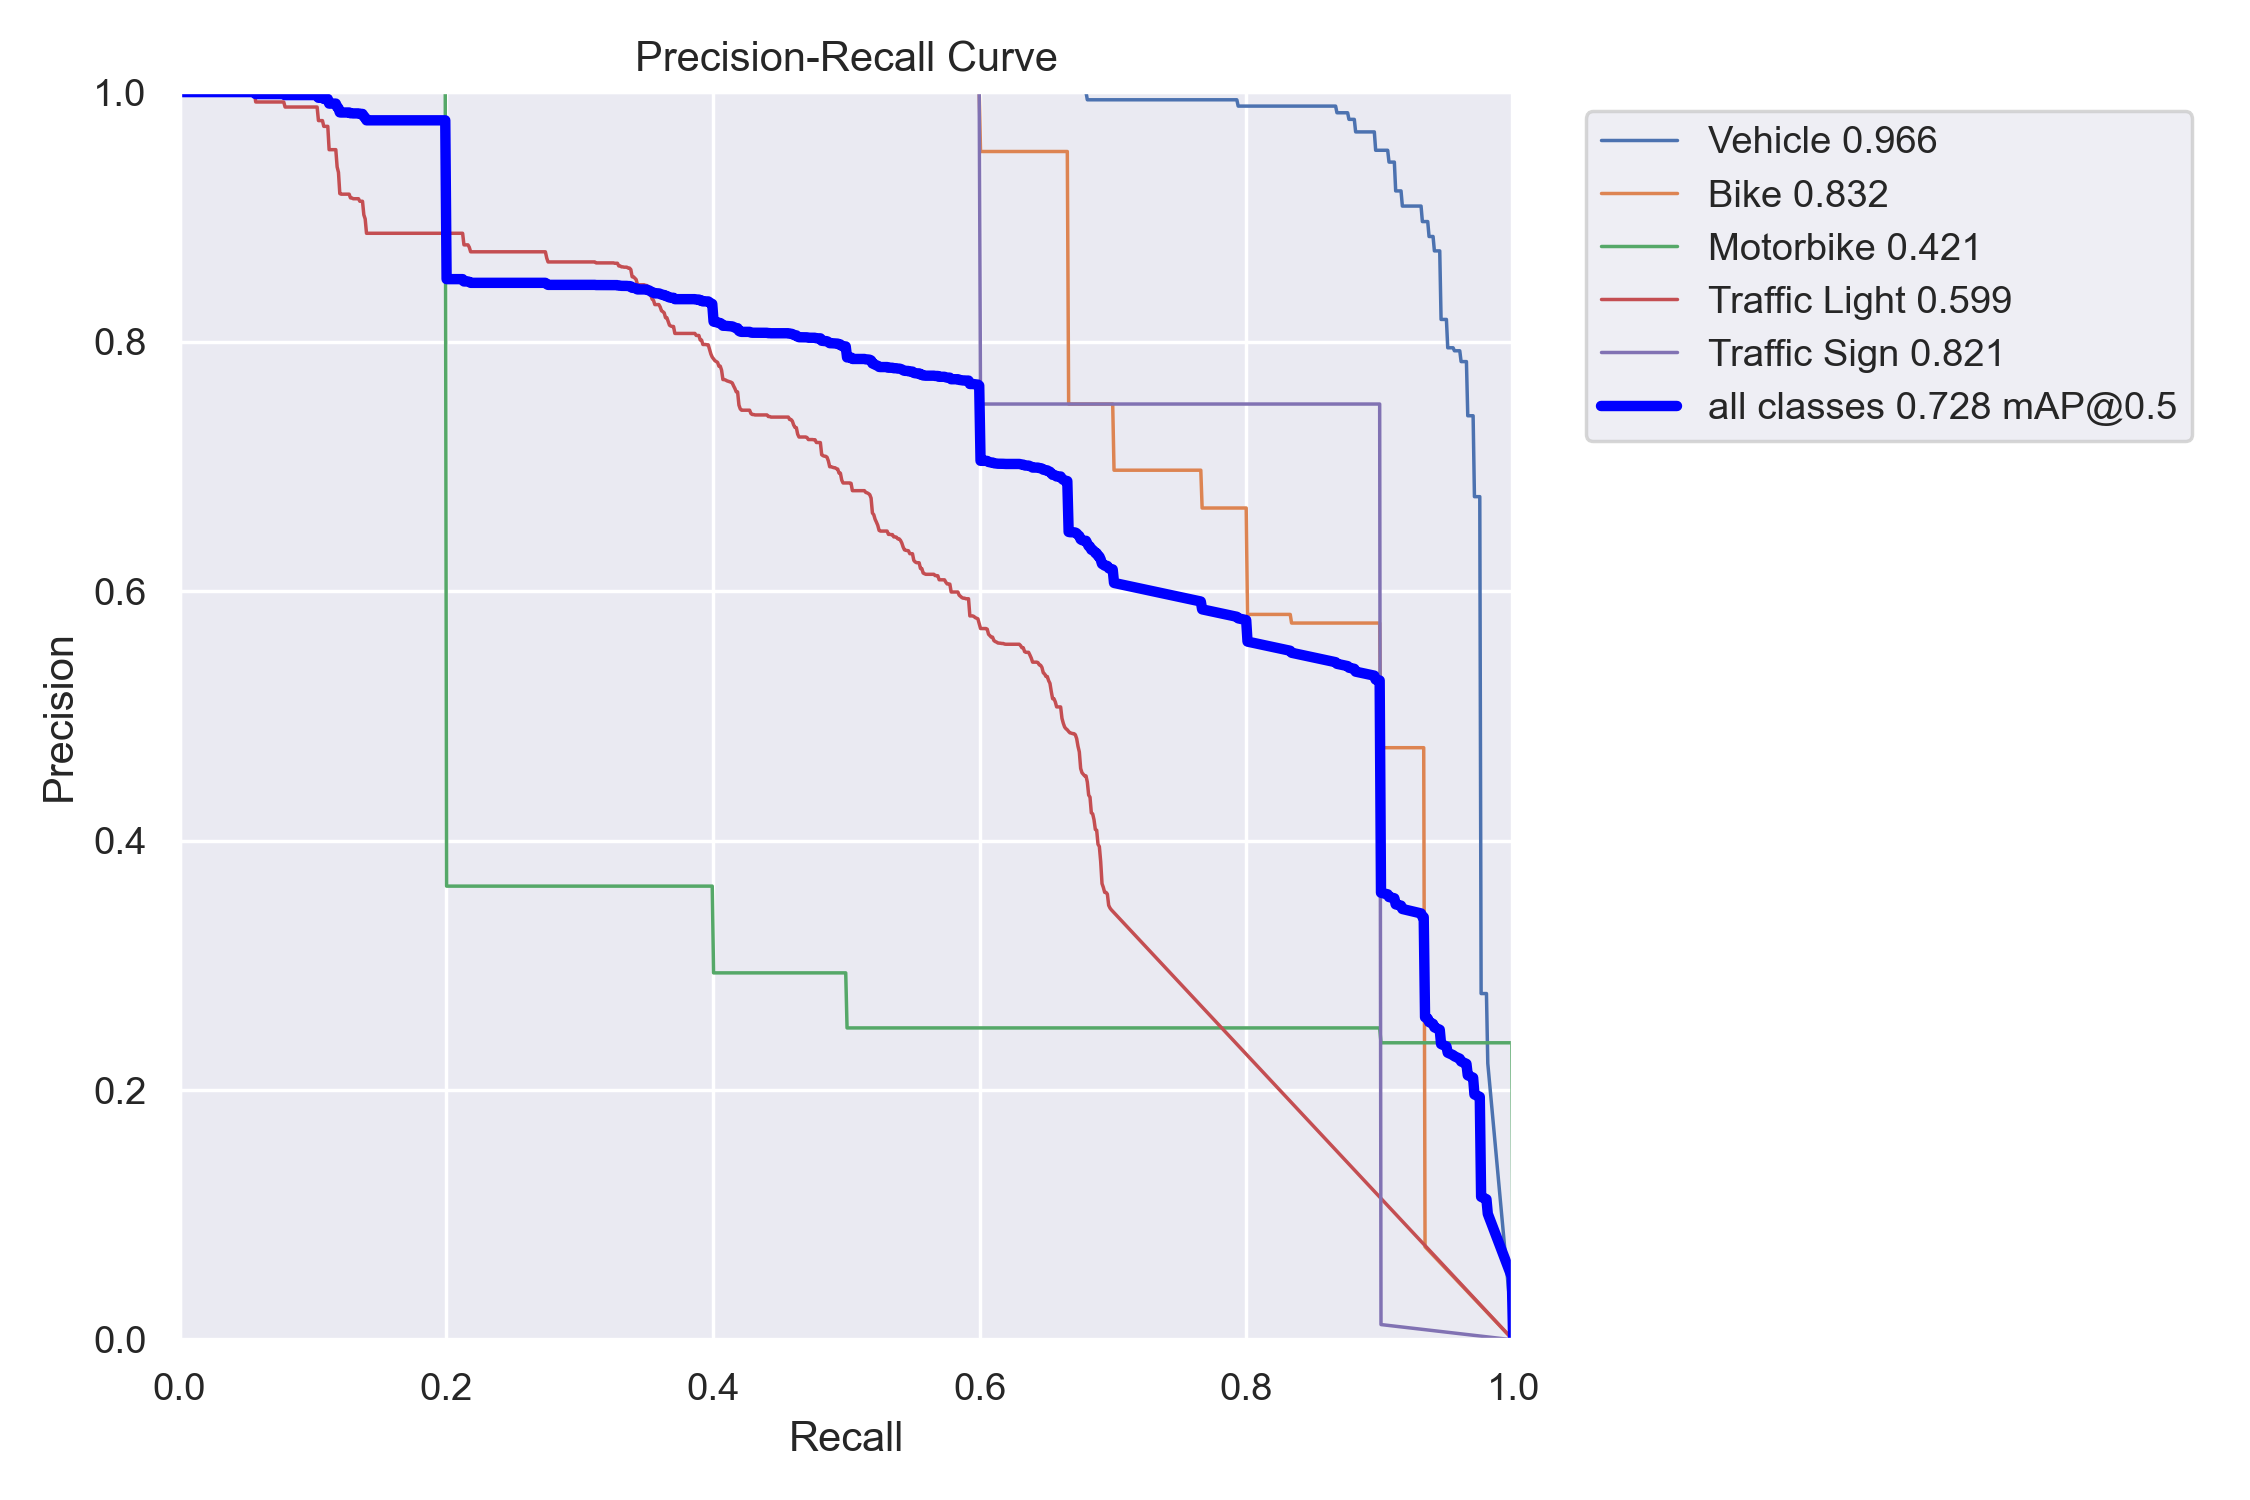 Precision-Recall Curve
1.0
0.8
0.6
0.4
0.2
0.0
Precision
0.0 0.2 0.4 0.6 0.8 1.0
Recall
Vehicle 0.966
Bike 0.832
Motorbike 0.421
Traffic Light 0.599
Traffic Sign 0.821
all classes 0.728 mAP@0.5